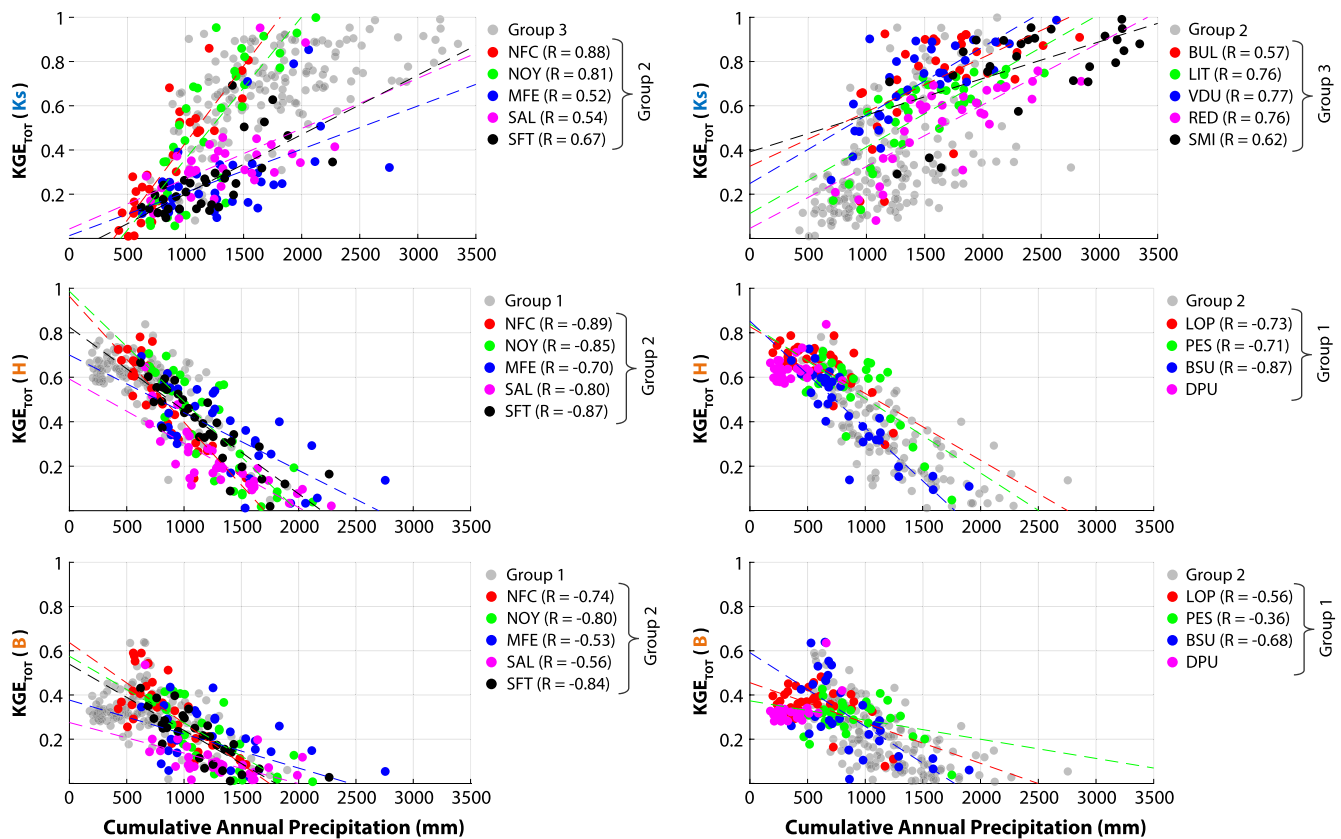 1
0.8
0.6
0.4
0.2
KGE_TOT (Ks)
0 500 1000 1500 2000 2500 3000 3500
Group 3
NFC (R = 0.88)
NOY (R = 0.81)
MFE (R = 0.52)
SAL (R = 0.54)
SFT (R = 0.67)
Group 2
1
0.8
0.6
0.4
0.2
KGE_TOT (Ks)
0 500 1000 1500 2000 2500 3000 3500
Group 2
BUL (R = 0.57)
LIT (R = 0.76)
VDU (R = 0.77)
RED (R = 0.76)
SMI (R = 0.62)
Group 3
1
0.8
0.6
0.4
0.2
KGE_TOT (H)
0 500 1000 1500 2000 2500 3000 3500
Group 1
NFC (R = -0.89)
NOY (R = -0.85)
MFE (R = -0.70)
SAL (R = -0.80)
SFT (R = -0.87)
Group 2
1
0.8
0.6
0.4
0.2
KGE_TOT (H)
0 500 1000 1500 2000 2500 3000 3500
Group 2
LOP (R = -0.73)
PES (R = -0.71)
BSU (R = -0.87)
DPU
Group 1
1
0.8
0.6
0.4
0.2
KGE_TOT (B)
0 500 1000 1500 2000 2500 3000 3500
Cumulative Annual Precipitation (mm)
Group 1
NFC (R = -0.74)
NOY (R = -0.80)
MFE (R = -0.53)
SAL (R = -0.56)
SFT (R = -0.84)
Group 2
1
0.8
0.6
0.4
0.2
KGE_TOT (B)
0 500 1000 1500 2000 2500 3000 3500
Cumulative Annual Precipitation (mm)
Group 2
LOP (R = -0.56)
PES (R = -0.36)
BSU (R = -0.68)
DPU
Group 1